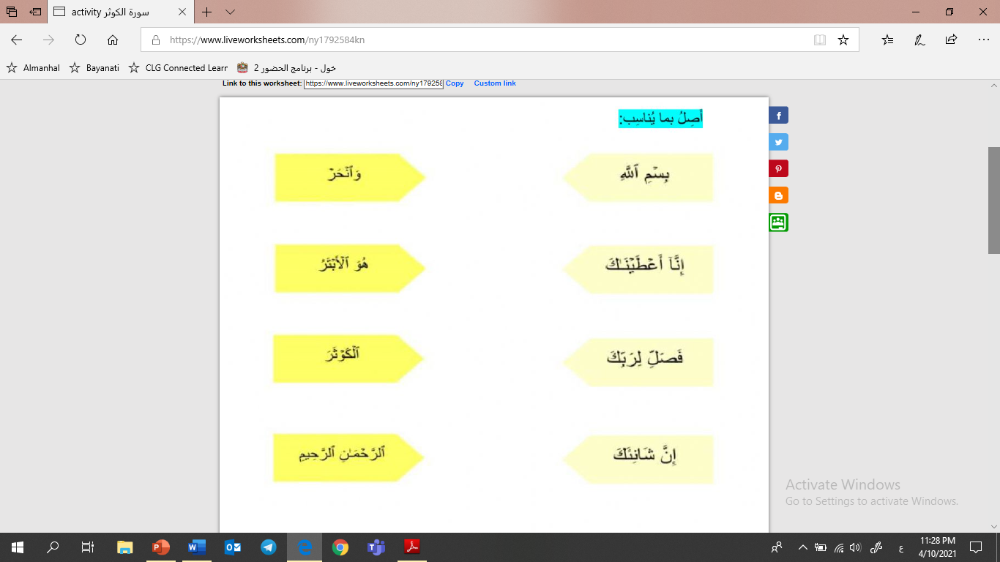 activity سورة الكوثر
https://www.liveworksheets.com/ny1792584kn
Almanhal
Bayanati
CLG Connected Learr
خول - برنامج الحضور 2
Link to this worksheet: https://www.liveworksheets.com/ny179258 Copy Custom link
أَصِلُ بما يُناسِب:
بِسۡمِ ٱللَّهِ
وَٱنۡحَرۡ
إِنَّآ أَعۡطَيۡنَٰكَ
هُوَ ٱلۡأَبۡتَرُ
فَصَلِّ لِرَبِّكَ
ٱلۡكَوۡثَرَ
إِنَّ شَانِئَكَ
ٱلرَّحۡمَٰنِ ٱلرَّحِيمِ
Activate Windows
Go to Settings to activate Windows.
ع
11:28 PM
4/10/2021